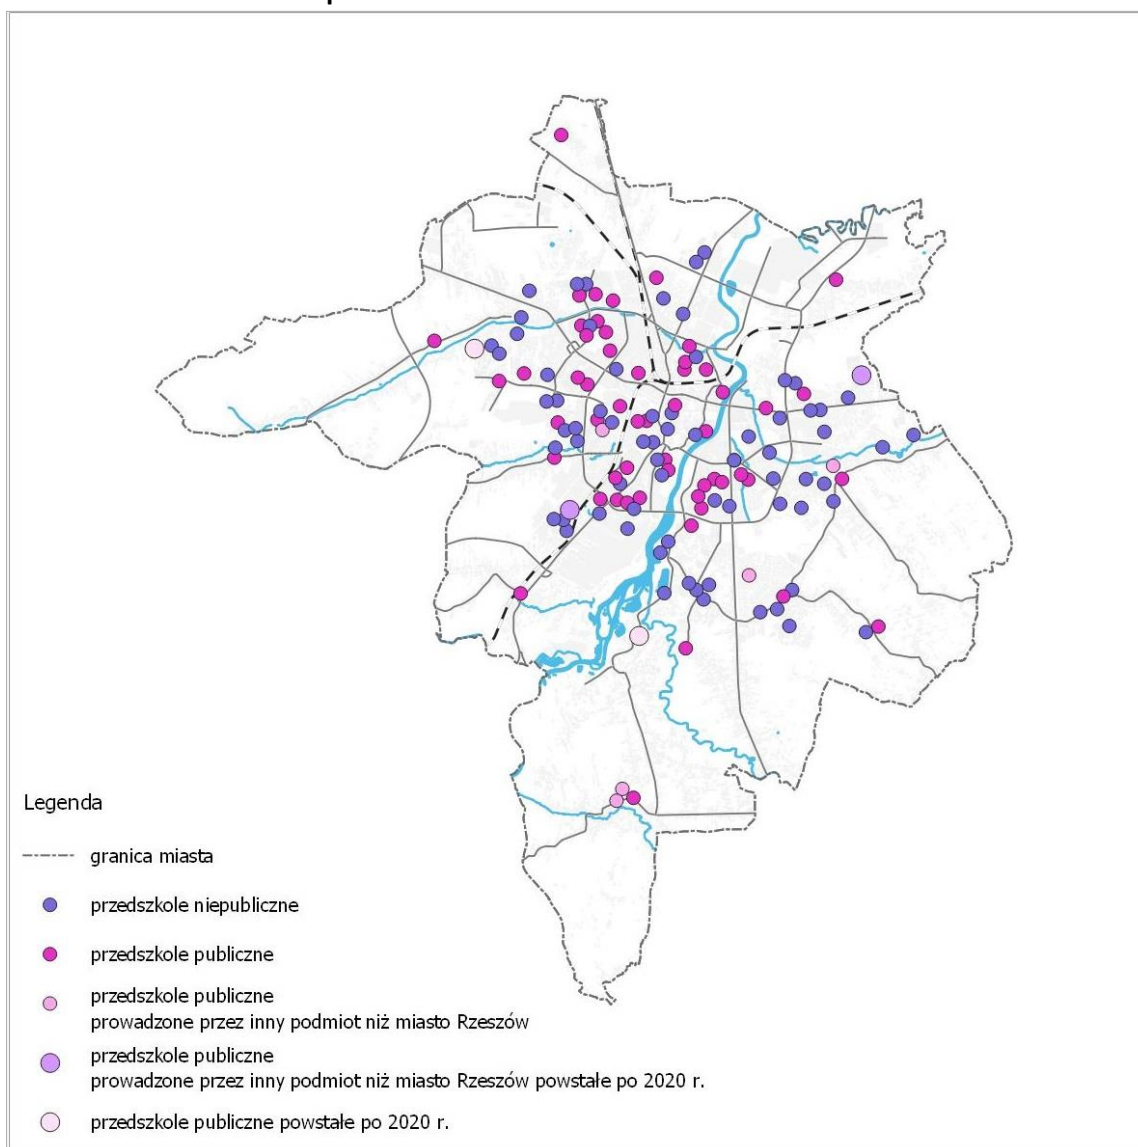 Legenda
granica miasta
przedszkole niepubliczne
przedszkole publiczne
przedszkole publiczne
prowadzone przez inny podmiot niż miasto Rzeszów
przedszkole publiczne
prowadzone przez inny podmiot niż miasto Rzeszów powstałe po 2020 r.
przedszkole publiczne powstałe po 2020 r.